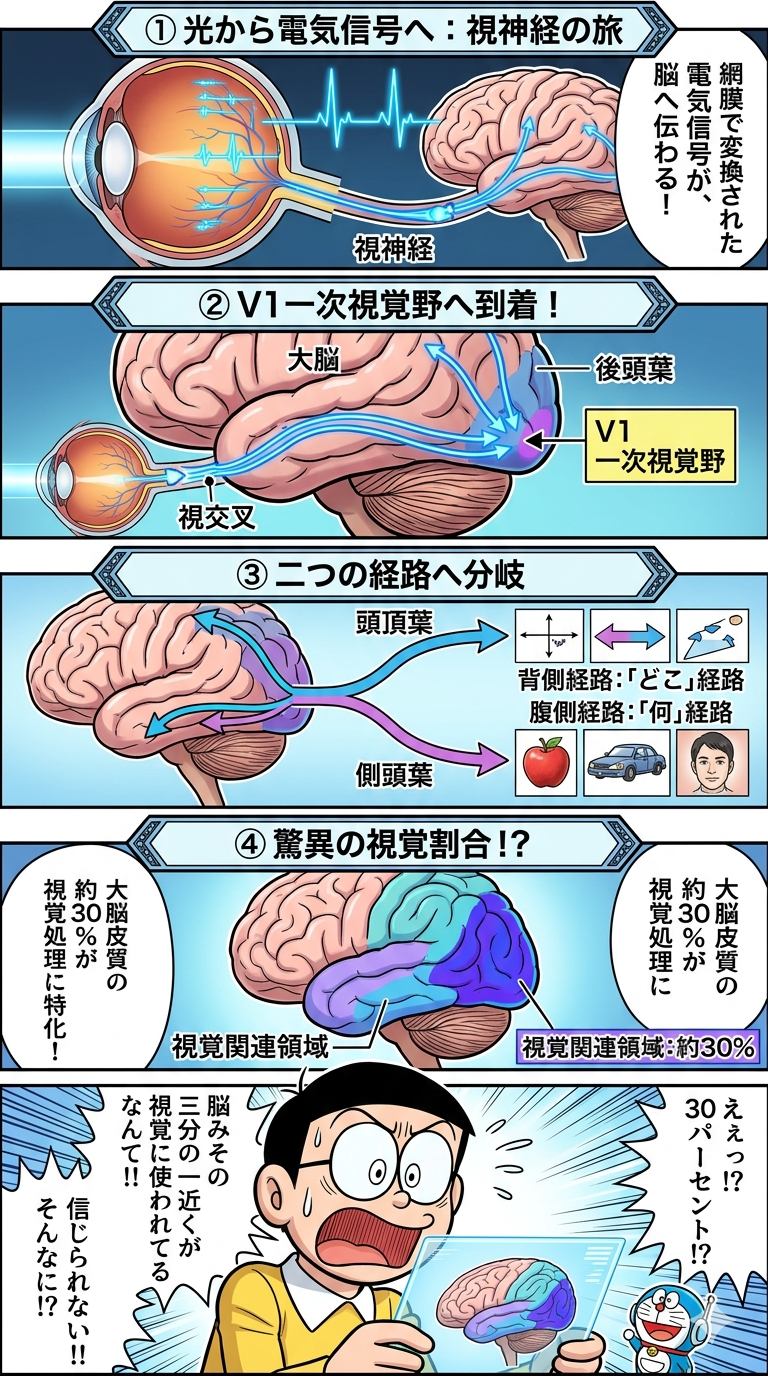 ① 光から電気信号へ：視神経の旅
網膜で変換された
電気信号が、
脳へ伝わる！
視神経
② V1一次視覚野へ到着！
大脳
後頭葉
V1
一次視覚野
視交叉
③ 二つの経路へ分岐
頭頂葉
背側経路:「どこ」経路
腹側経路:「何」経路
側頭葉
④ 驚異の視覚割合!?
大脳皮質の
約30%が
視覚処理に
大脳皮質の
約30%が
視覚処理に特化！
視覚関連領域
視覚関連領域:約30%
えぇっ!?
30パーセント!?
脳みその
三分の一近くが
視覚に使われてる
なんて!!
信じられない!!
そんなに!?